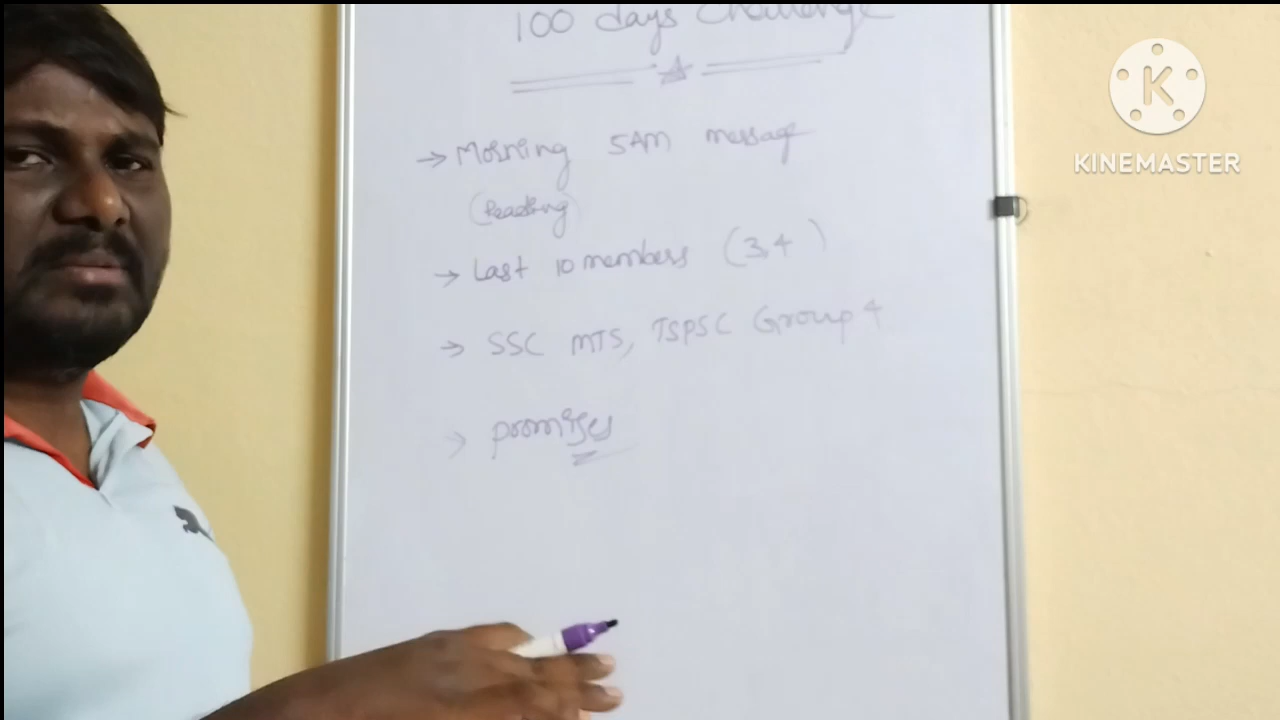 100 days Challenge
→ Morning 5AM message
(Reading)
→ Last 10 members (3,4 )
→ SSC MTS, TSPSC Group 4
→ promises
K
KINEMASTER